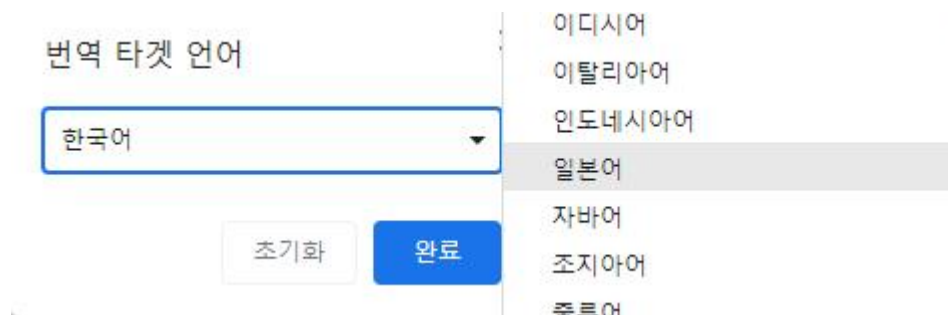 번역 타겟 언어
한국어
초기화
완료
이디시어
이탈리아어
인도네시아어
일본어
자바어
조지아어